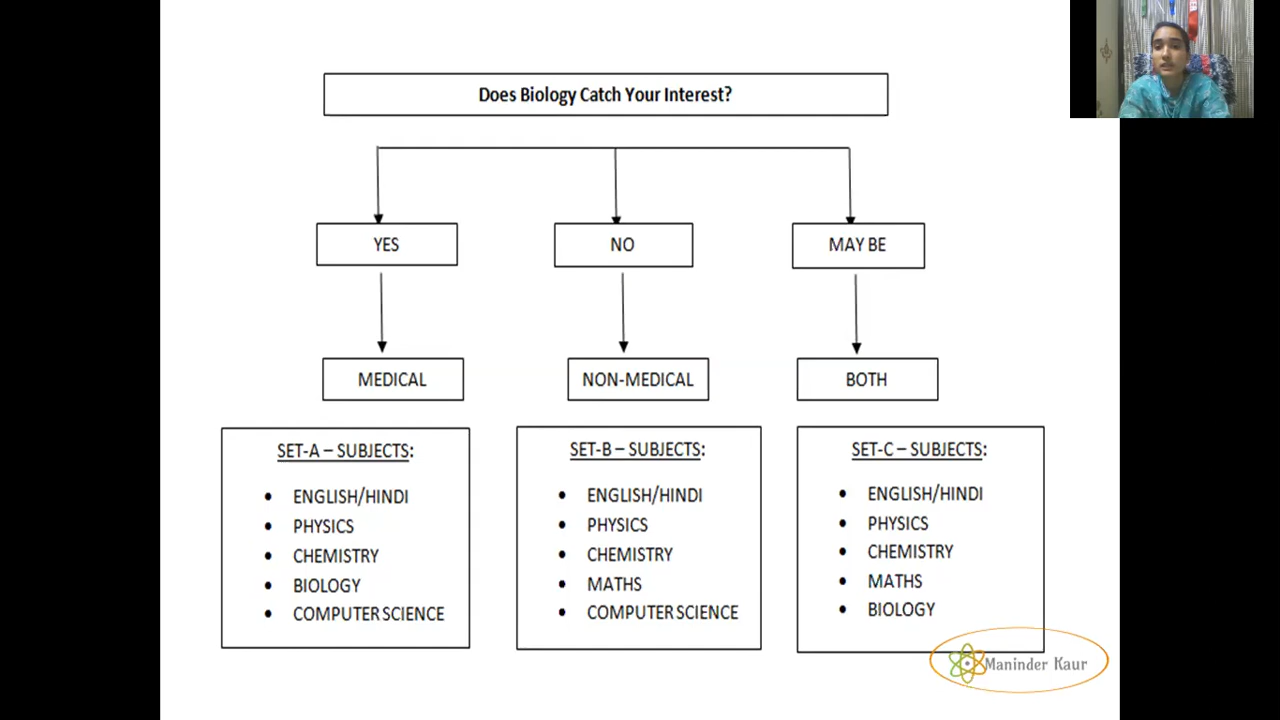 Does Biology Catch Your Interest?
YES
NO
MAY BE
MEDICAL
NON-MEDICAL
BOTH
SET-A – SUBJECTS:
• ENGLISH/HINDI
• PHYSICS
• CHEMISTRY
• BIOLOGY
• COMPUTER SCIENCE
SET-B – SUBJECTS:
• ENGLISH/HINDI
• PHYSICS
• CHEMISTRY
• MATHS
• COMPUTER SCIENCE
SET-C – SUBJECTS:
• ENGLISH/HINDI
• PHYSICS
• CHEMISTRY
• MATHS
• BIOLOGY
Maninder Kaur